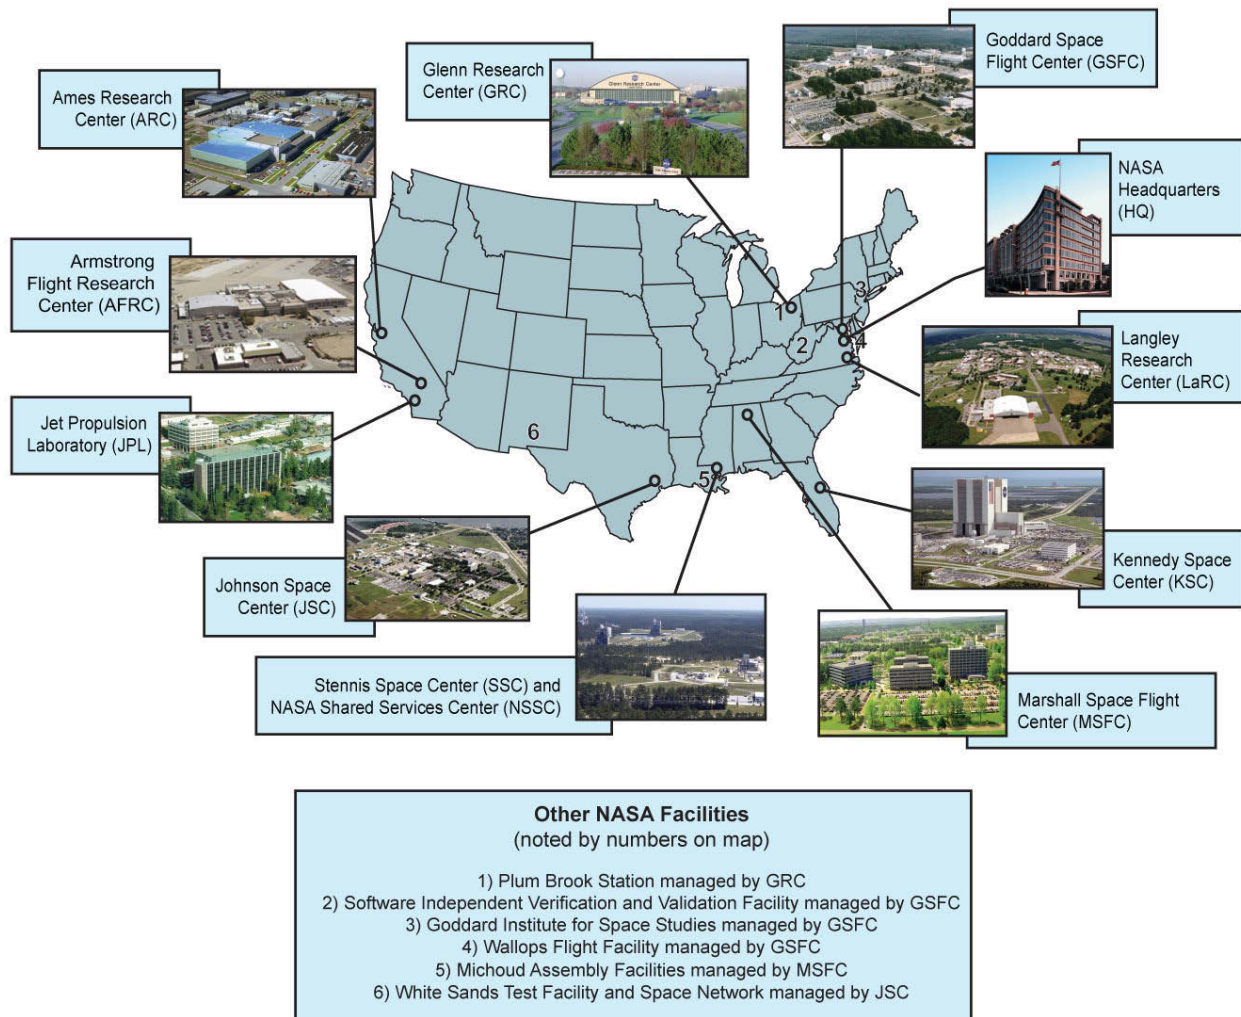 Goddard Space
Flight Center (GSFC)
Glenn Research
Center (GRC)
Glenn Research Center
Ames Research
Center (ARC)
NASA
Headquarters
(HQ)
Armstrong
Flight Research
Center (AFRC)
3
1
2
4
Langley
Research
Center (LaRC)
Jet Propulsion
Laboratory (JPL)
6
5
Johnson Space
Center (JSC)
Kennedy Space
Center (KSC)
Stennis Space Center (SSC) and
NASA Shared Services Center (NSSC)
Marshall Space Flight
Center (MSFC)
Other NASA Facilities
(noted by numbers on map)
1) Plum Brook Station managed by GRC
2) Software Independent Verification and Validation Facility managed by GSFC
3) Goddard Institute for Space Studies managed by GSFC
4) Wallops Flight Facility managed by GSFC
5) Michoud Assembly Facilities managed by MSFC
6) White Sands Test Facility and Space Network managed by JSC